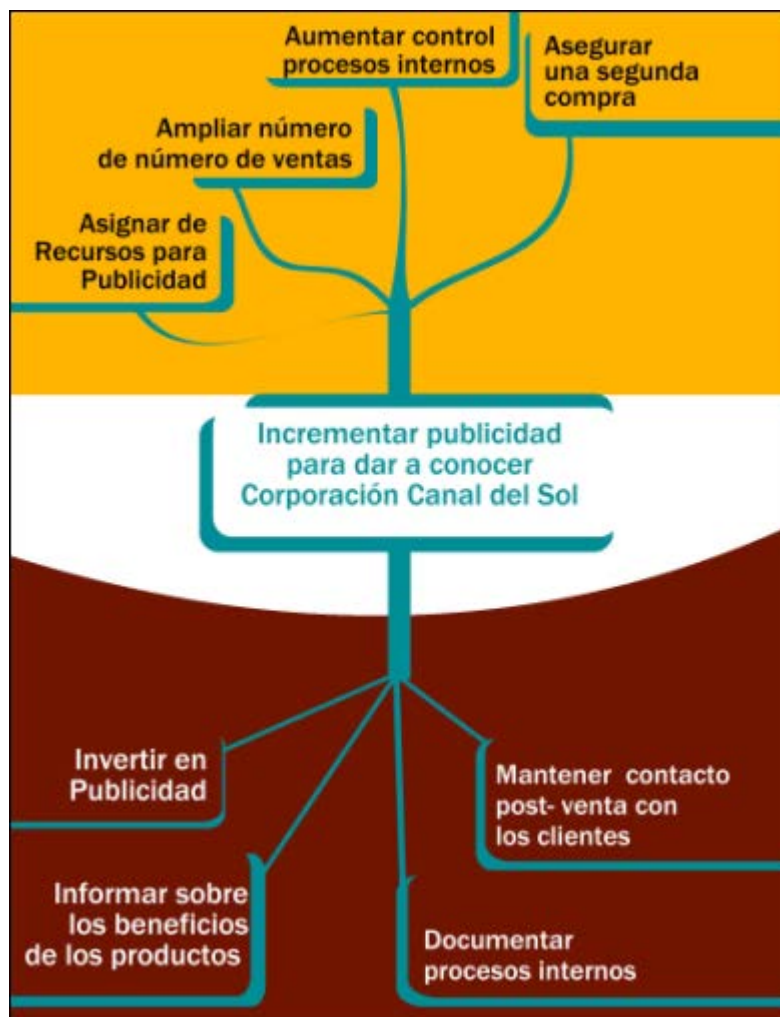 Aumentar control
procesos internos
Asegurar
una segunda
compra
Ampliar número
de número de ventas
Asignar de
Recursos para
Publicidad
Incrementar publicidad
para dar a conocer
Corporación Canal del Sol
Invertir en
Publicidad
Mantener contacto
post- venta con
los clientes
Informar sobre
los beneficios
de los productos
Documentar
procesos internos